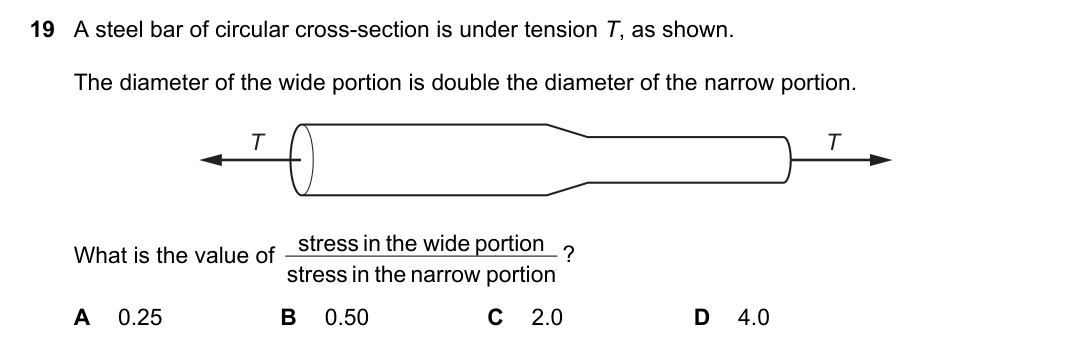 19 A steel bar of circular cross-section is under tension T, as shown.
The diameter of the wide portion is double the diameter of the narrow portion.
T T
What is the value of stress in the wide portion / stress in the narrow portion ?
A 0.25 B 0.50 C 2.0 D 4.0